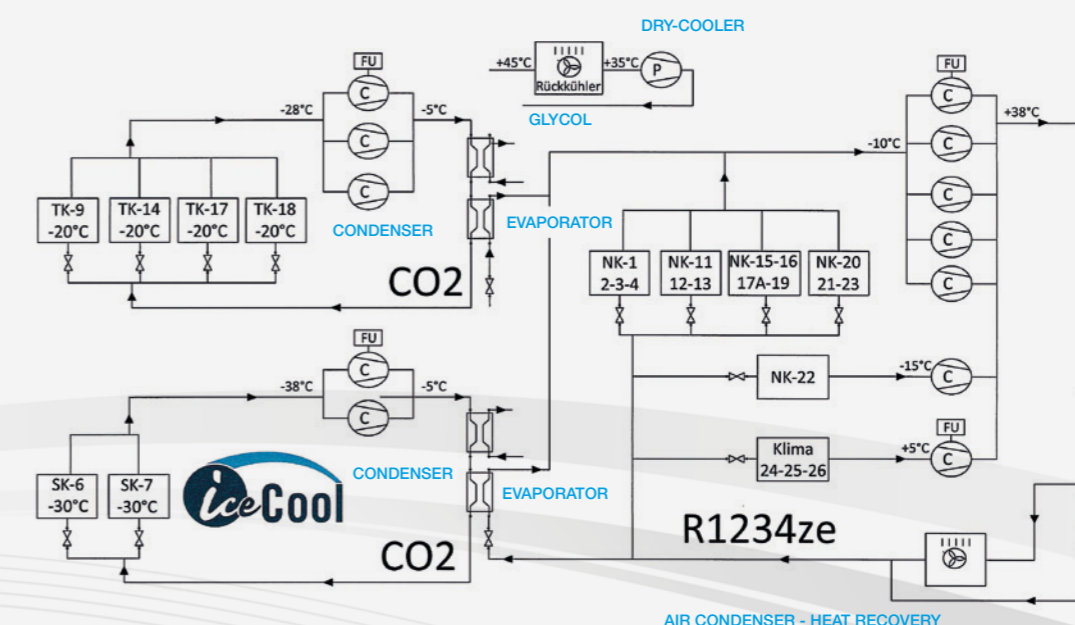 DRY-COOLER
FU
+45°C
Rückkühler
+35°C
P
GLYCOL
-28°C
C
C
C
-5°C
CONDENSER
EVAPORATOR
TK-9
-20°C
TK-14
-20°C
TK-17
-20°C
TK-18
-20°C
CO2
FU
C
C
C
C
C
-10°C
+38°C
NK-1
2-3-4
NK-11
12-13
NK-15-16
17A-19
NK-20
21-23
NK-22
-15°C
C
Klima
24-25-26
+5°C
FU
C
FU
-38°C
C
C
-5°C
CONDENSER
EVAPORATOR
SK-6
-30°C
SK-7
-30°C
iceCool
CO2
R1234ze
AIR CONDENSER - HEAT RECOVERY